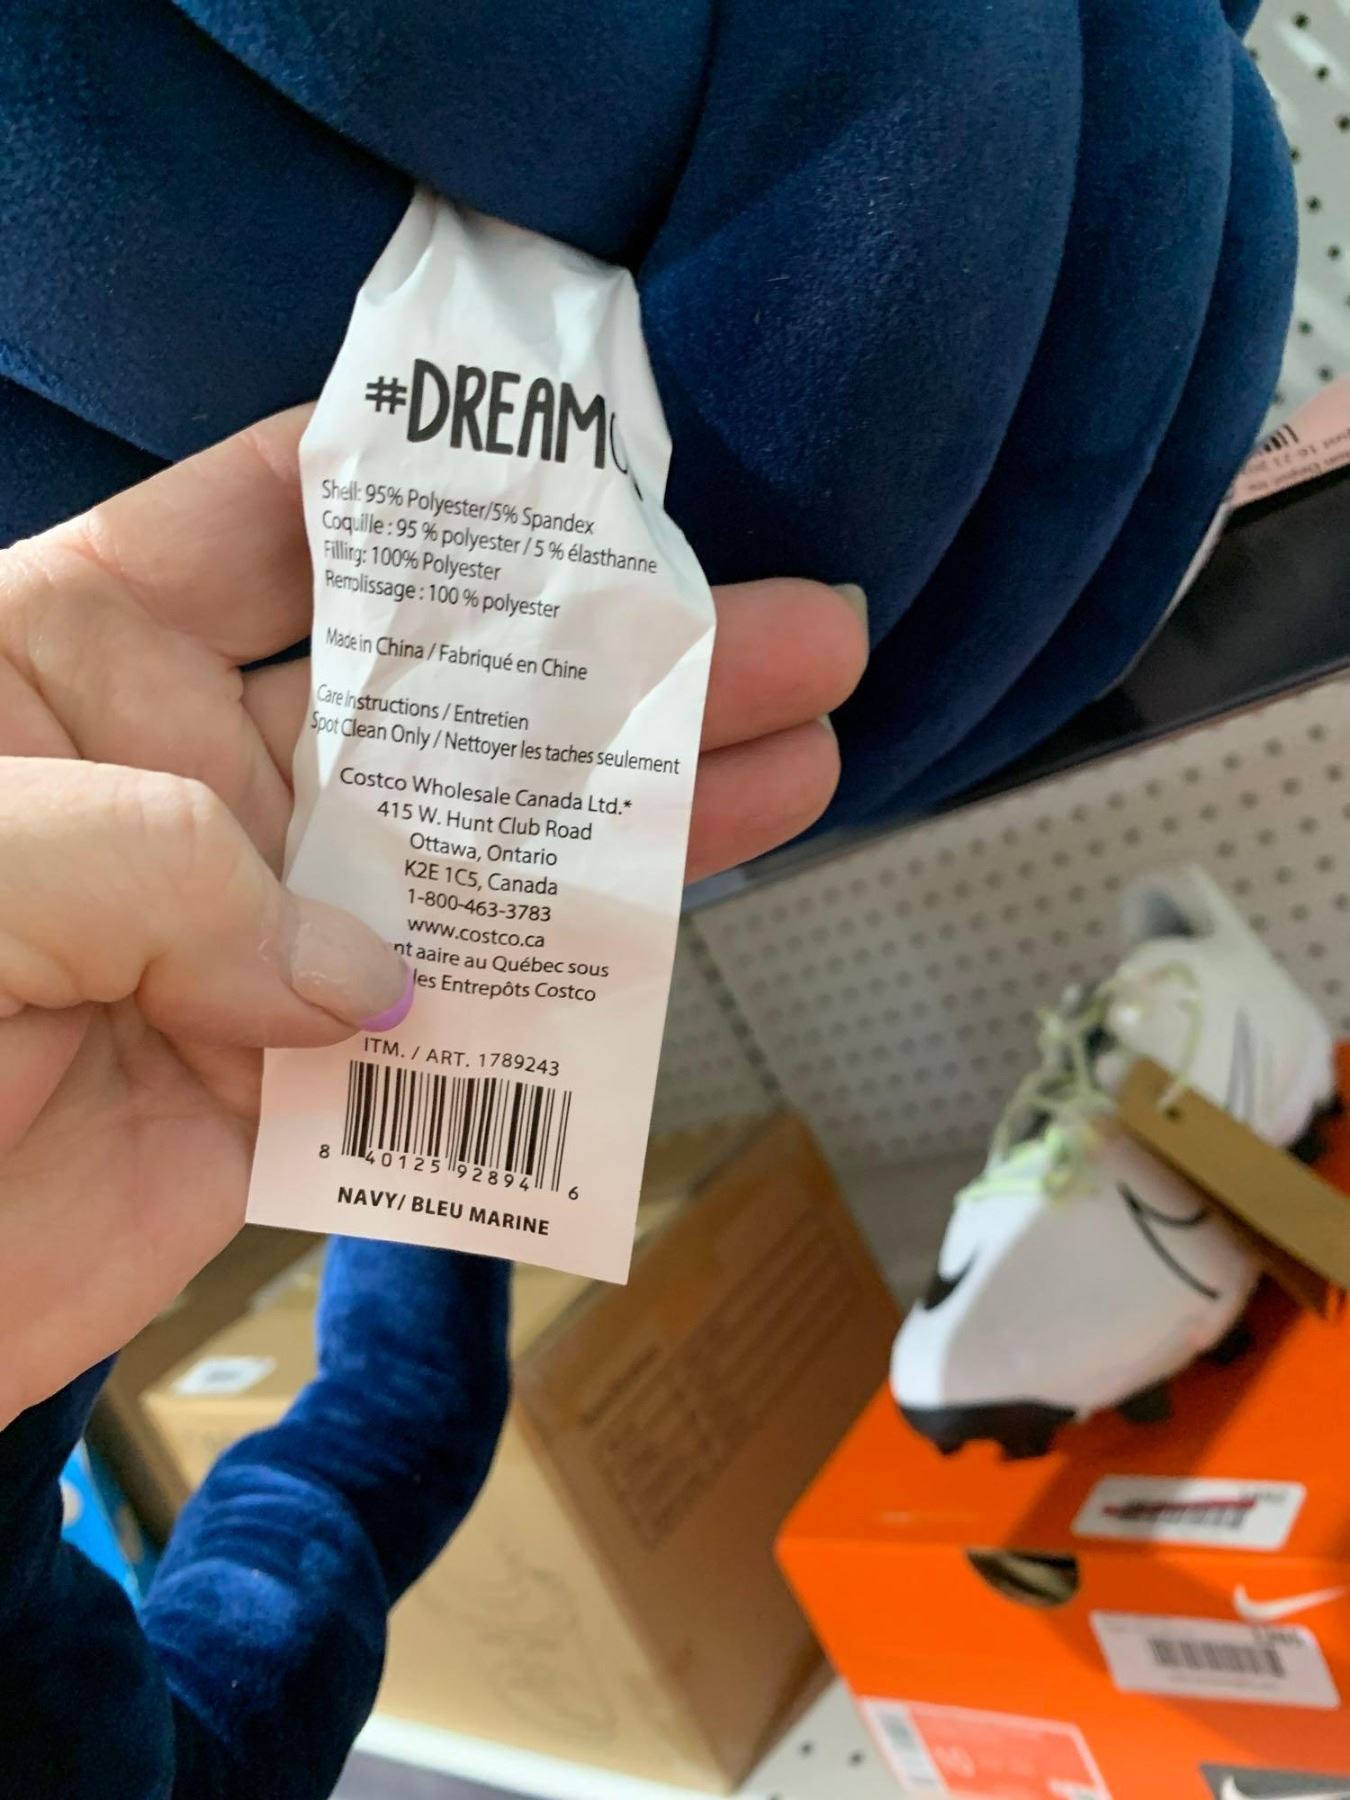 #DREAM
Shell: 95% Polyester/5% Spandex
Coquille : 95 % polyester / 5 % élasthanne
Filling: 100% Polyester
Remplissage : 100 % polyester
Made in China / Fabriqué en Chine
Care Instructions / Entretien
Spot Clean Only / Nettoyer les taches seulement
Costco Wholesale Canada Ltd.*
415 W. Hunt Club Road
Ottawa, Ontario
K2E 1C5, Canada
1-800-463-3783
www.costco.ca
aaire au Québec sous
les Entrepôts Costco
ITM. / ART. 1789243
8 40125 92894 6
NAVY/ BLEU MARINE